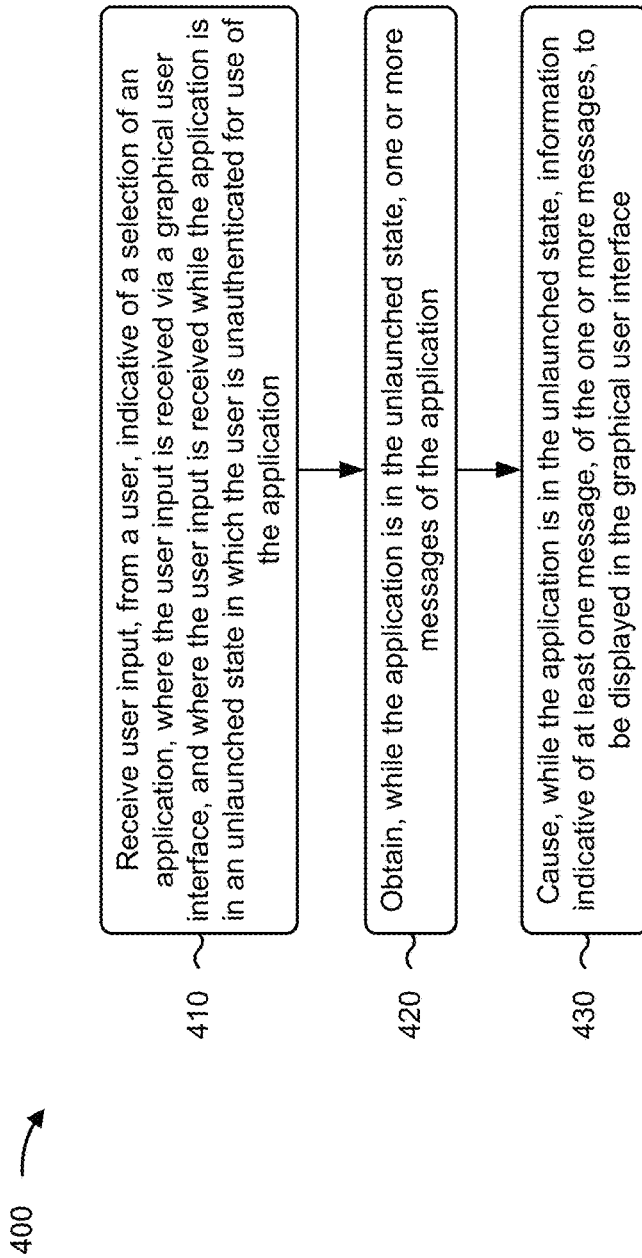 400
410
Receive user input, from a user, indicative of a selection of an
application, where the user input is received via a graphical user
interface, and where the user input is received while the application is
in an unlaunched state in which the user is unauthenticated for use of
the application
420
Obtain, while the application is in the unlaunched state, one or more
messages of the application
430
Cause, while the application is in the unlaunched state, information
indicative of at least one message, of the one or more messages, to
be displayed in the graphical user interface